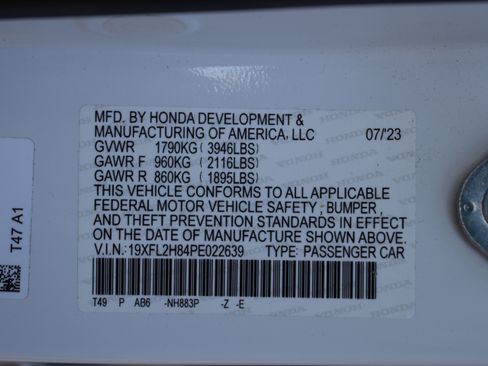 MFD. BY HONDA DEVELOPMENT &
MANUFACTURING OF AMERICA, LLC 07/23
GVWR 1790KG ( 3946LBS)
GAWR F 960KG ( 2116LBS)
GAWR R 860KG ( 1895LBS)
THIS VEHICLE CONFORMS TO ALL APPLICABLE
FEDERAL MOTOR VEHICLE SAFETY, BUMPER,
AND THEFT PREVENTION STANDARDS IN EFFECT
ON THE DATE OF MANUFACTURE SHOWN ABOVE.
V.I.N.: 19XFL2H84PE022639 TYPE: PASSENGER CAR
T49 P AB6 -NH883P -Z -E
T47 A1